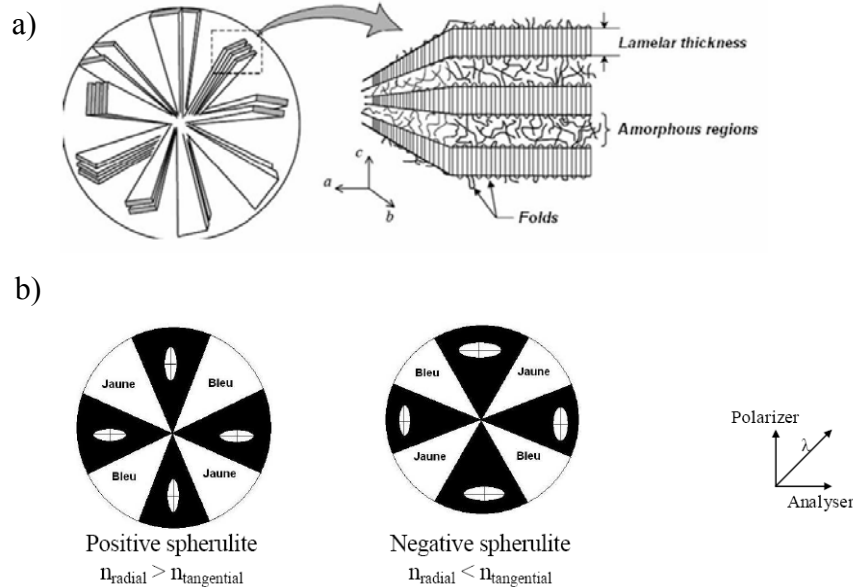 a)
Lamelar thickness
Amorphous regions
c
a
b
Folds
b)
Jaune
Bleu
Bleu
Jaune
Bleu
Jaune
Jaune
Bleu
Polarizer
λ
Analyser
Positive spherulite
n_radial > n_tangential
Negative spherulite
n_radial < n_tangential